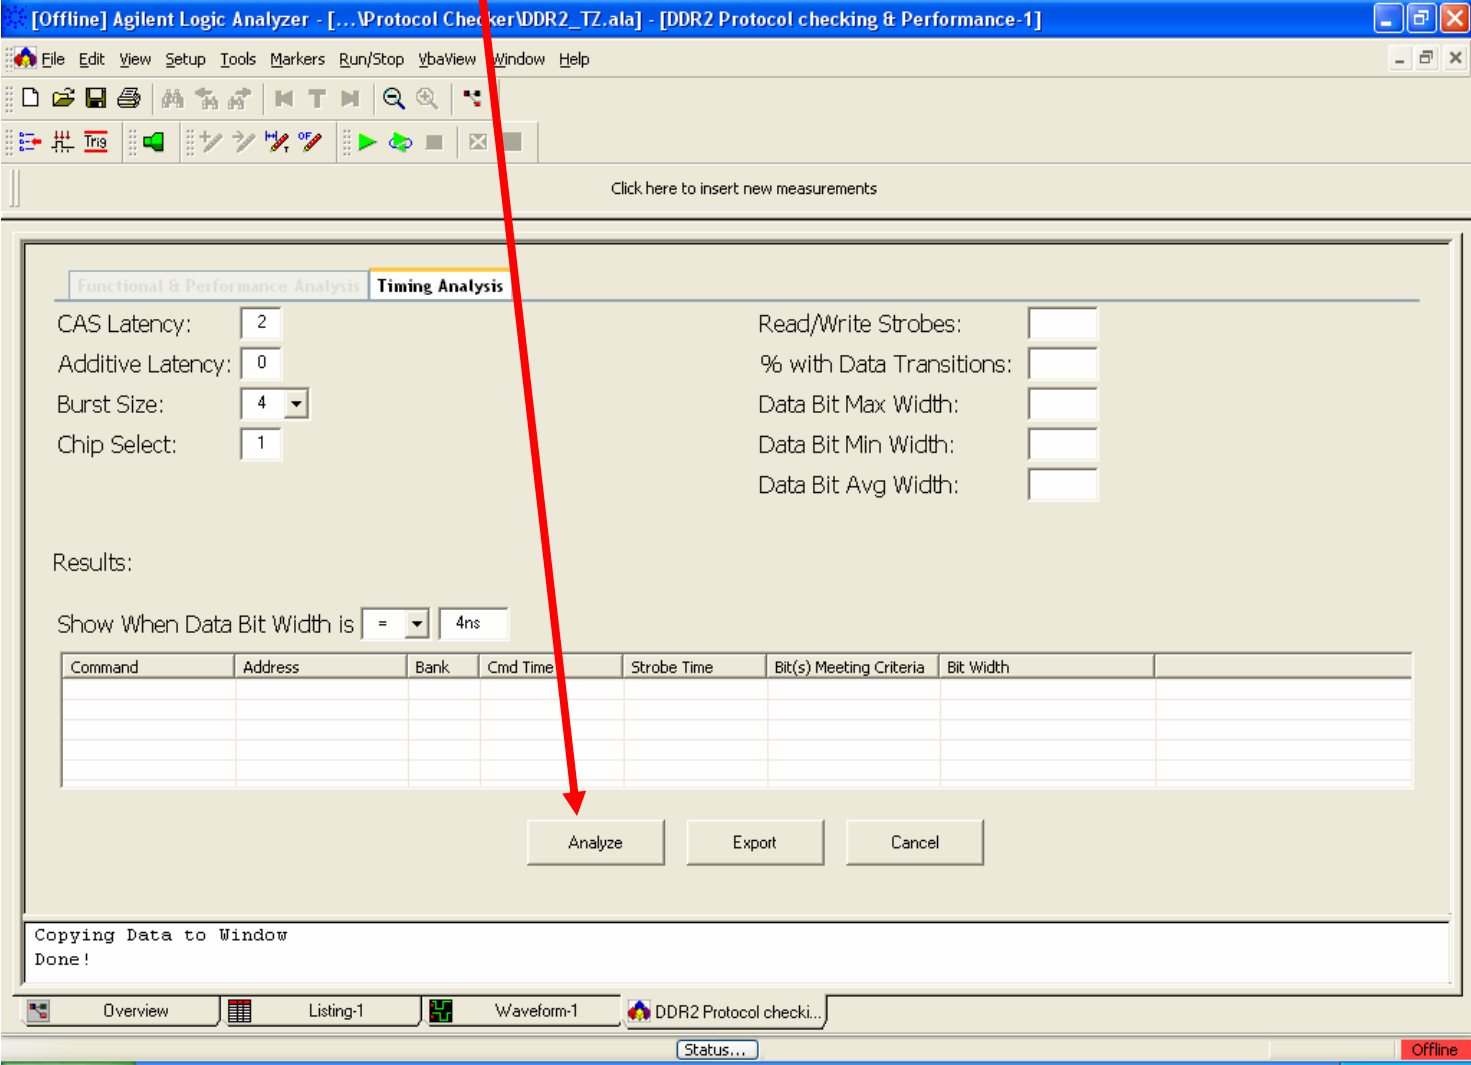 [Offline] Agilent Logic Analyzer - [...\Protocol Checker\DDR2_TZ.ala] - [DDR2 Protocol checking & Performance-1]
File Edit View Setup Tools Markers Run/Stop VbaView Window Help
T
Trig
Click here to insert new measurements
Functional & Performance Analysis Timing Analysis
CAS Latency: 2
Additive Latency: 0
Burst Size: 4
Chip Select: 1
Read/Write Strobes:
% with Data Transitions:
Data Bit Max Width:
Data Bit Min Width:
Data Bit Avg Width:
Results:
Show When Data Bit Width is = 4ns
Command Address Bank Cmd Time Strobe Time Bit(s) Meeting Criteria Bit Width
Analyze Export Cancel
Copying Data to Window
Done!
Overview Listing-1 Waveform-1 DDR2 Protocol checki...
Status...
Offline